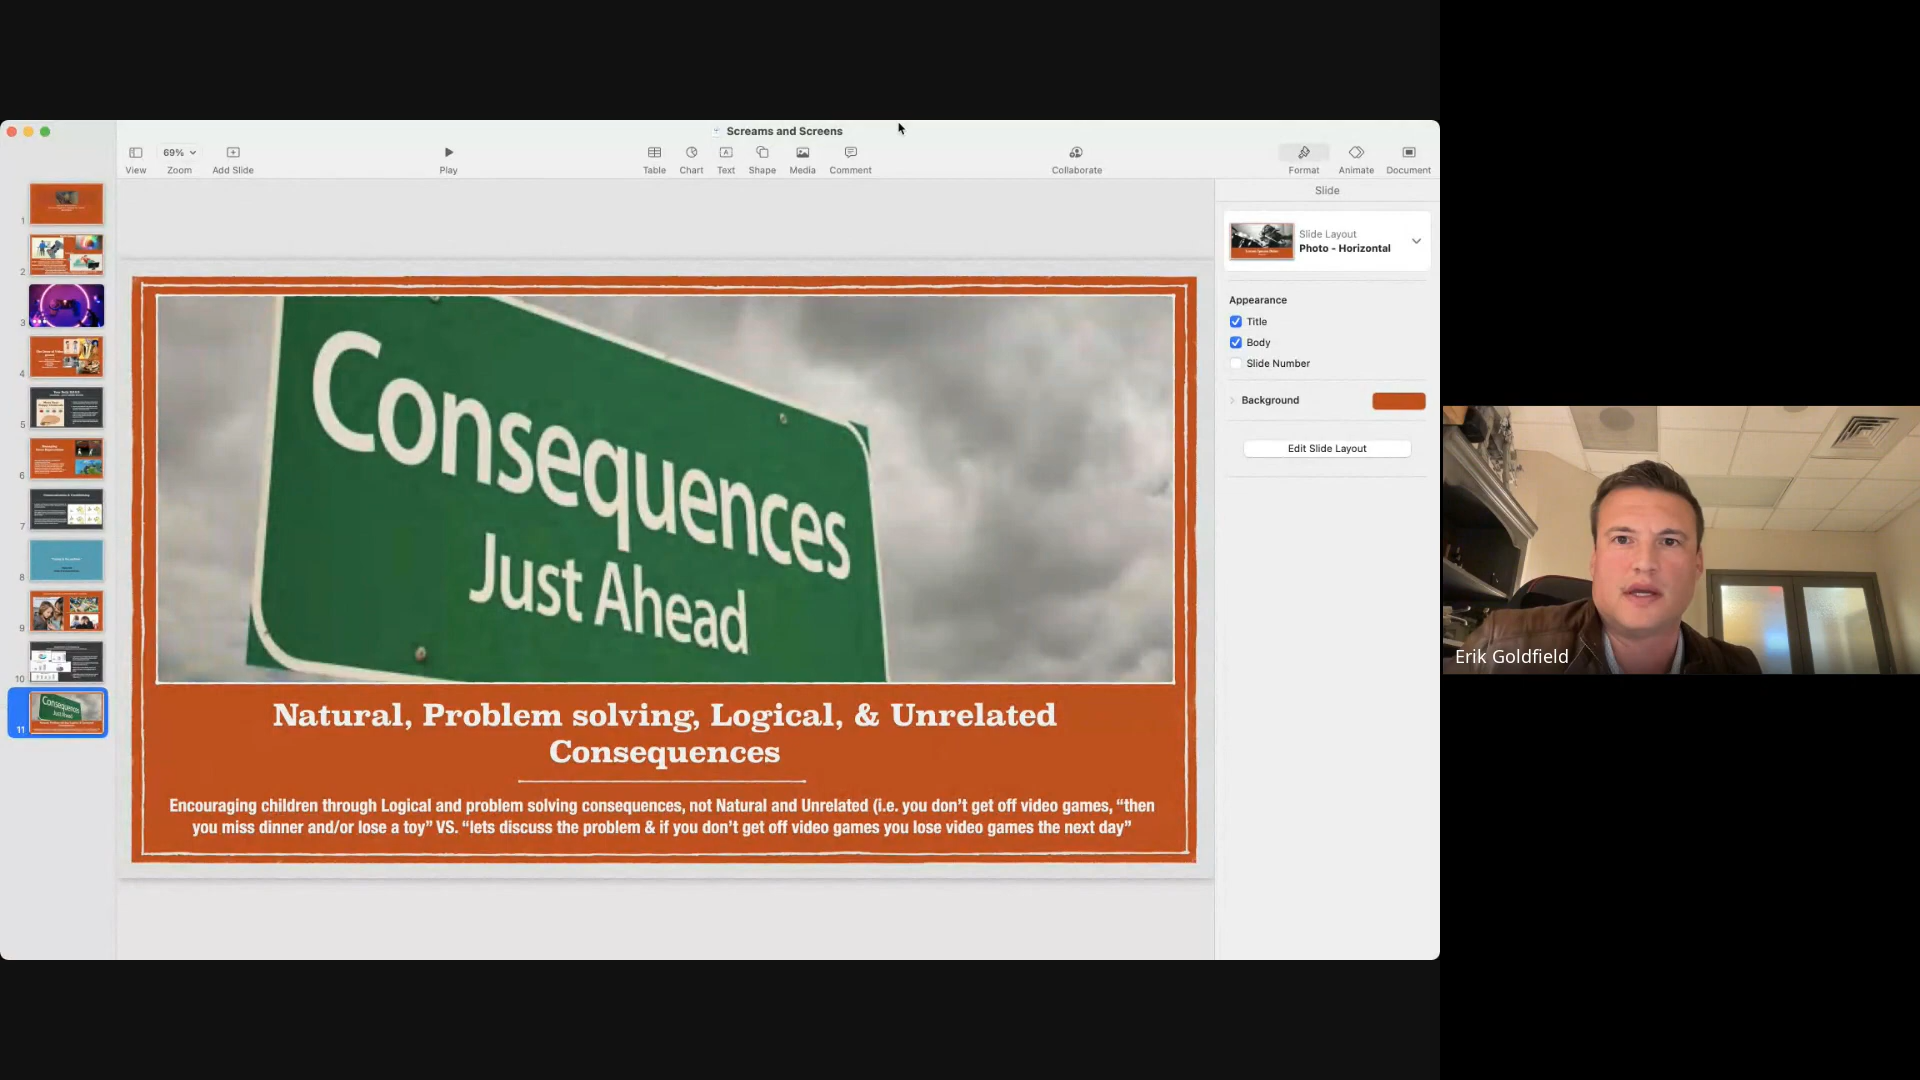 Screams and Screens
69%
View
Zoom
Add Slide
Play
Table
Chart
Text
Shape
Media
Comment
Collaborate
Format
Animate
Document
Slide
Slide Layout
Photo - Horizontal
Appearance
Title
Body
Slide Number
Background
Edit Slide Layout
1
2
3
4
5
6
7
8
9
10
11
Consequences
Just Ahead
Natural, Problem solving, Logical, & Unrelated
Consequences
Encouraging children through Logical and problem solving consequences, not Natural and Unrelated (i.e. you don’t get off video games, “then
you miss dinner and/or lose a toy” VS. “lets discuss the problem & if you don’t get off video games you lose video games the next day”
Erik Goldfield